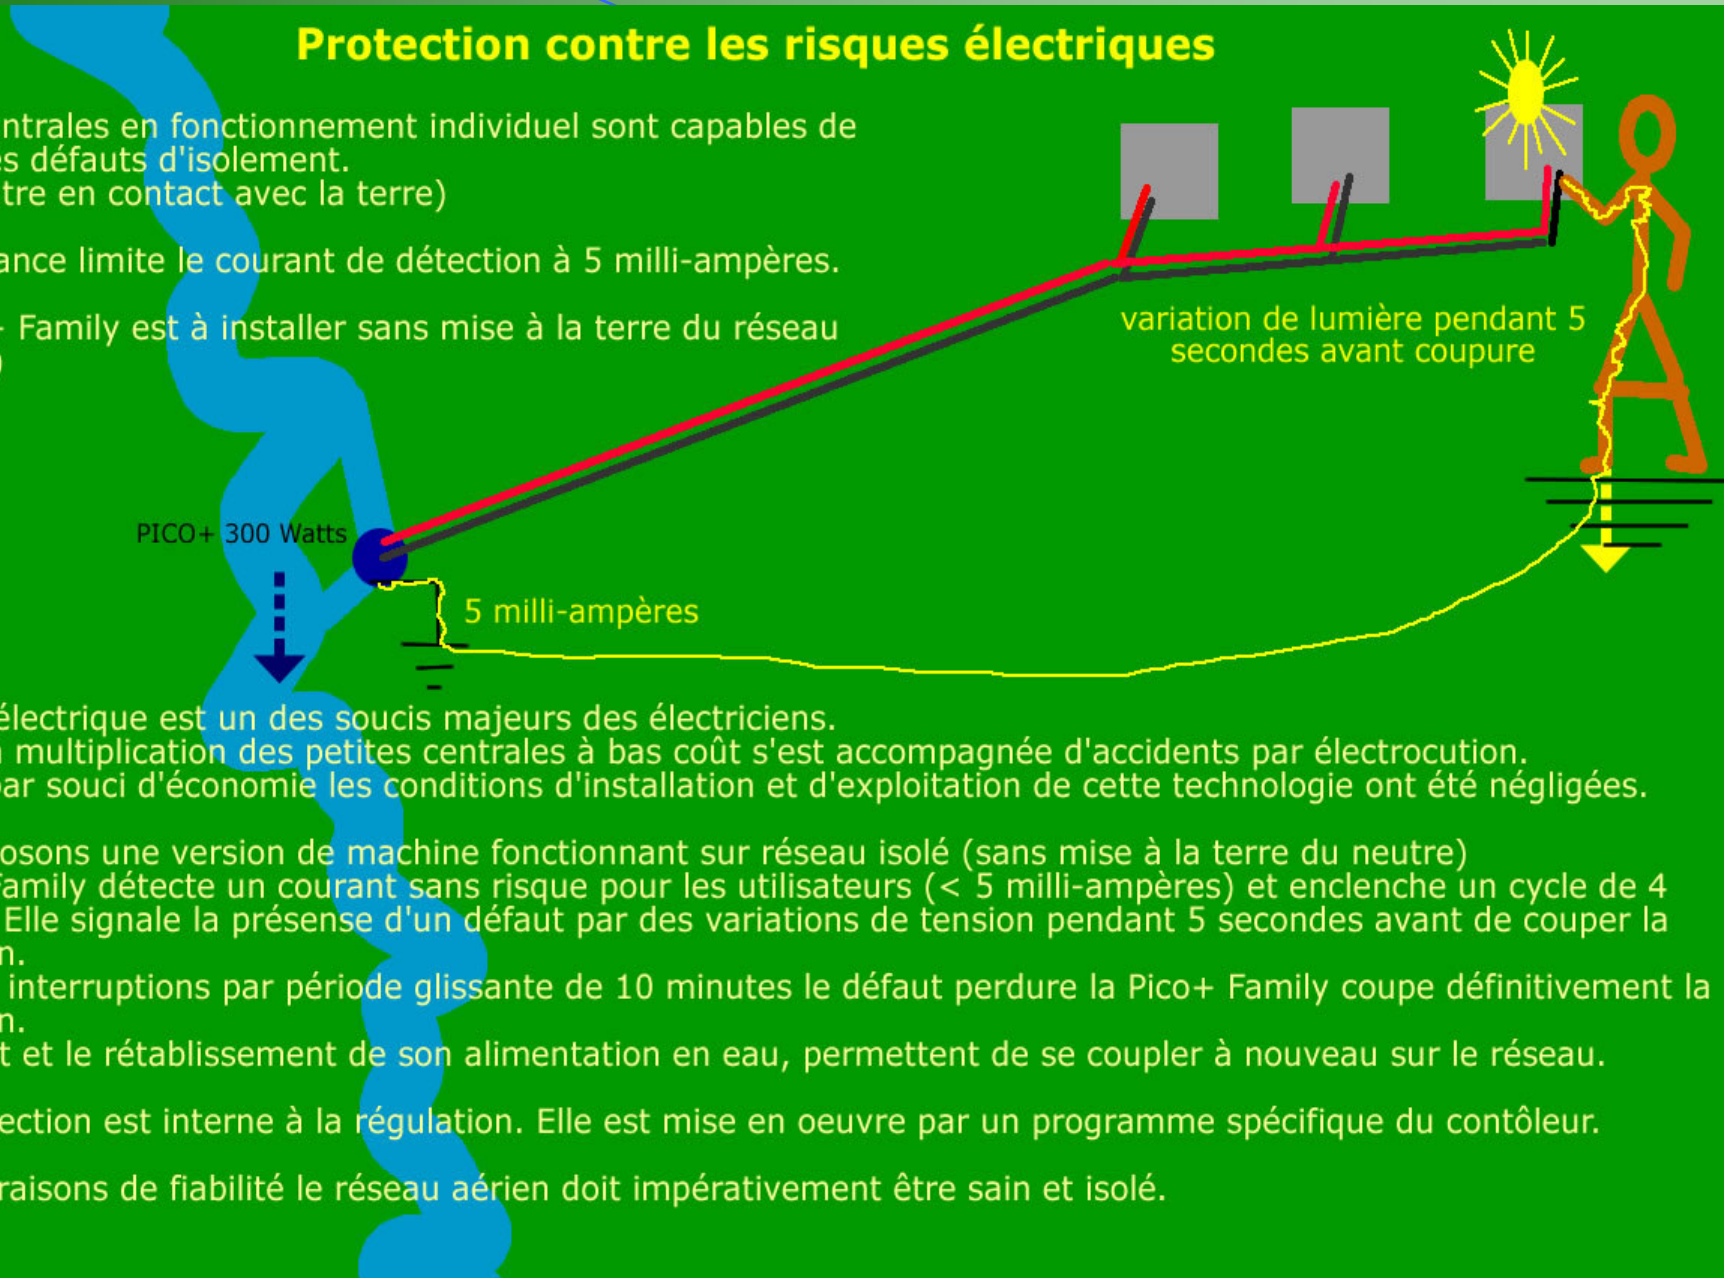 Protection contre les risques électriques
ntrales en fonctionnement individuel sont capables de
s défauts d'isolement.
tre en contact avec la terre)
ance limite le courant de détection à 5 milli-ampères.
Family est à installer sans mise à la terre du réseau
)
variation de lumière pendant 5
secondes avant coupure
PICO+ 300 Watts
5 milli-ampères
électrique est un des soucis majeurs des électriciens.
multiplication des petites centrales à bas coût s'est accompagnée d'accidents par électrocution.
par souci d'économie les conditions d'installation et d'exploitation de cette technologie ont été négligées.
osons une version de machine fonctionnant sur réseau isolé (sans mise à la terre du neutre)
Family détecte un courant sans risque pour les utilisateurs (< 5 milli-ampères) et enclenche un cycle de 4
Elle signale la présense d'un défaut par des variations de tension pendant 5 secondes avant de couper la
n.
interruptions par période glissante de 10 minutes le défaut perdure la Pico+ Family coupe définitivement la
n.
t et le rétablissement de son alimentation en eau, permettent de se coupler à nouveau sur le réseau.
ection est interne à la régulation. Elle est mise en oeuvre par un programme spécifique du contôleur.
raisons de fiabilité le réseau aérien doit impérativement être sain et isolé.